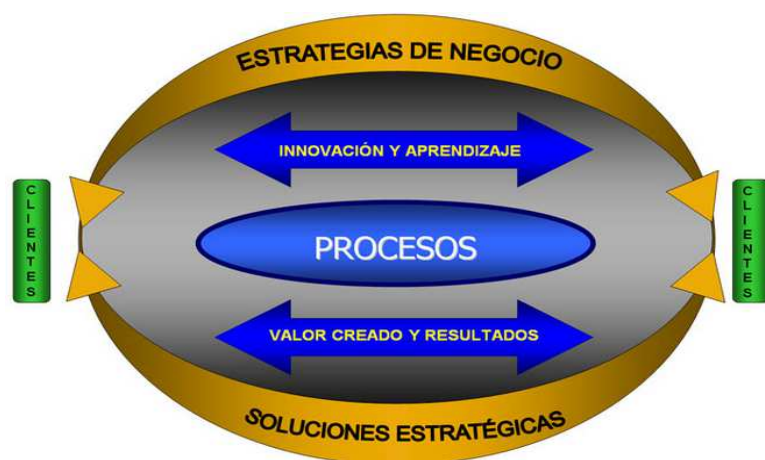 ESTRATEGIAS DE NEGOCIO
INNOVACIÓN Y APRENDIZAJE
CLIENTES
PROCESOS
CLIENTES
VALOR CREADO Y RESULTADOS
SOLUCIONES ESTRATÉGICAS